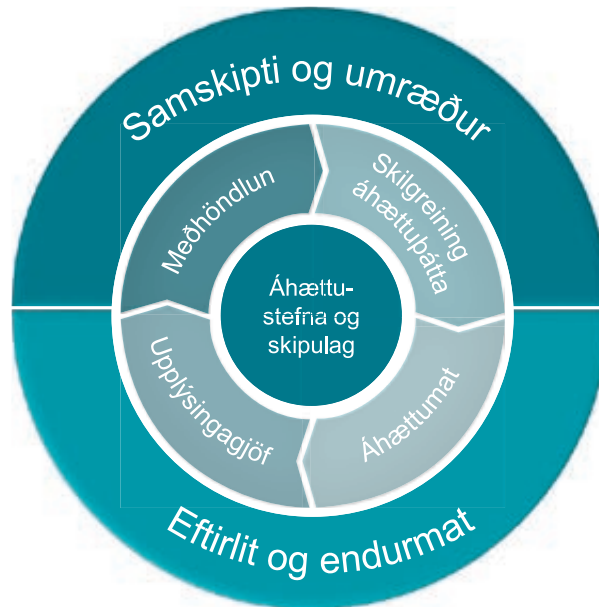 Samskipti og umræður
Meðhöndlun
Skilgreining
áhættuþátta
Áhættu-
stefna og
skipulag
Upplýsingagjöf
Áhættumat
Eftirlit og endurmat